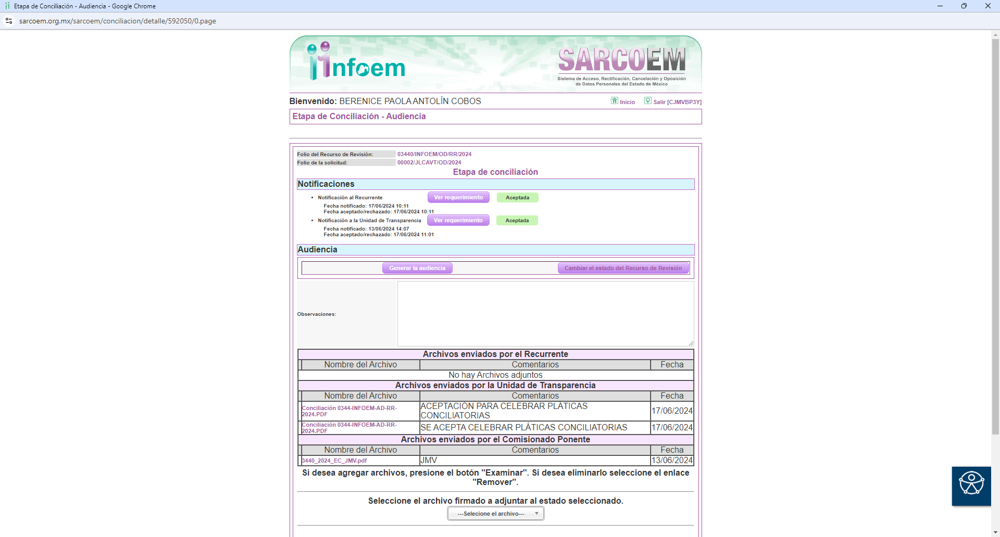 Etapa de Conciliación - Audiencia - Google Chrome
sarcoem.org.mx/sarcoem/conciliacion/detalle/592050/0.page
infoem
SARCOEM
Sistema de Acceso, Rectificación, Cancelación y Oposición
de Datos Personales del Estado de México
Bienvenido: BERENICE PAOLA ANTOLÍN COBOS
Inicio
Salir [CJMVBP3Y]
Etapa de Conciliación - Audiencia
Folio del Recurso de Revisión: 03440/INFOEM/OD/RR/2024
Folio de la solicitud: 00002/JLCAVT/OD/2024
Etapa de conciliación
Notificaciones
• Notificación al Recurrente Ver requerimiento Aceptada
Fecha notificado: 17/06/2024 10:11
Fecha aceptado/rechazado: 17/06/2024 10:11
• Notificación a la Unidad de Transparencia Ver requerimiento Aceptada
Fecha notificado: 13/06/2024 14:07
Fecha aceptado/rechazado: 17/06/2024 11:01
Audiencia
Generar la audiencia Cambiar el estado del Recurso de Revisión
Observaciones:
Archivos enviados por el Recurrente
Nombre del Archivo Comentarios Fecha
No hay Archivos adjuntos
Archivos enviados por la Unidad de Transparencia
Nombre del Archivo Comentarios Fecha
Conciliación 0344-INFOEM-AD-RR-
2024.PDF
ACEPTACIÓN PARA CELEBRAR PLÁTICAS
CONCILIATORIAS
17/06/2024
Conciliación 0344-INFOEM-AD-RR-
2024.PDF
SE ACEPTA CELEBRAR PLÁTICAS CONCILIATORIAS
17/06/2024
Archivos enviados por el Comisionado Ponente
Nombre del Archivo Comentarios Fecha
3440_2024_EC_JMV.pdf JMV 13/06/2024
Si desea agregar archivos, presione el botón "Examinar". Si desea eliminarlo seleccione el enlace
"Remover".
Seleccione el archivo firmado a adjuntar al estado seleccionado.
---Selecione el archivo---